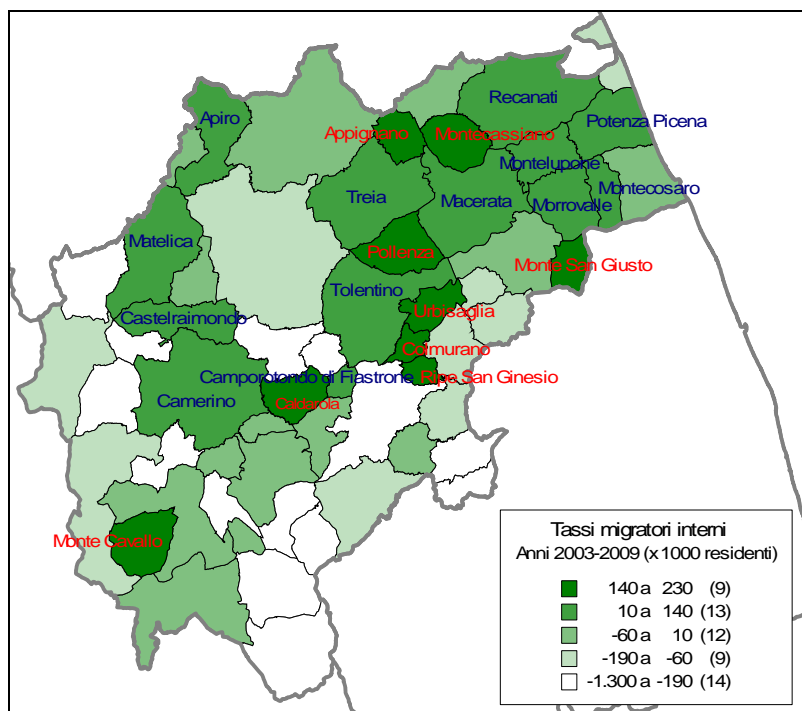 Recanati
Apiro
Appignano
Montecassiano
Potenza Picena
Montelupone
Treia
Macerata
Morrovalle
Montecosaro
Matelica
Pollenza
Monte San Giusto
Tolentino
Urbisaglia
Castelraimondo
Colmurano
Camporotondo di Fiastrone
Ripe San Ginesio
Camerino
Caldarola
Monte Cavallo
Tassi migratori interni
Anni 2003-2009 (x 1000 residenti)
140 a 230 (9)
10 a 140 (13)
-60 a 10 (12)
-190 a -60 (9)
-1.300 a -190 (14)